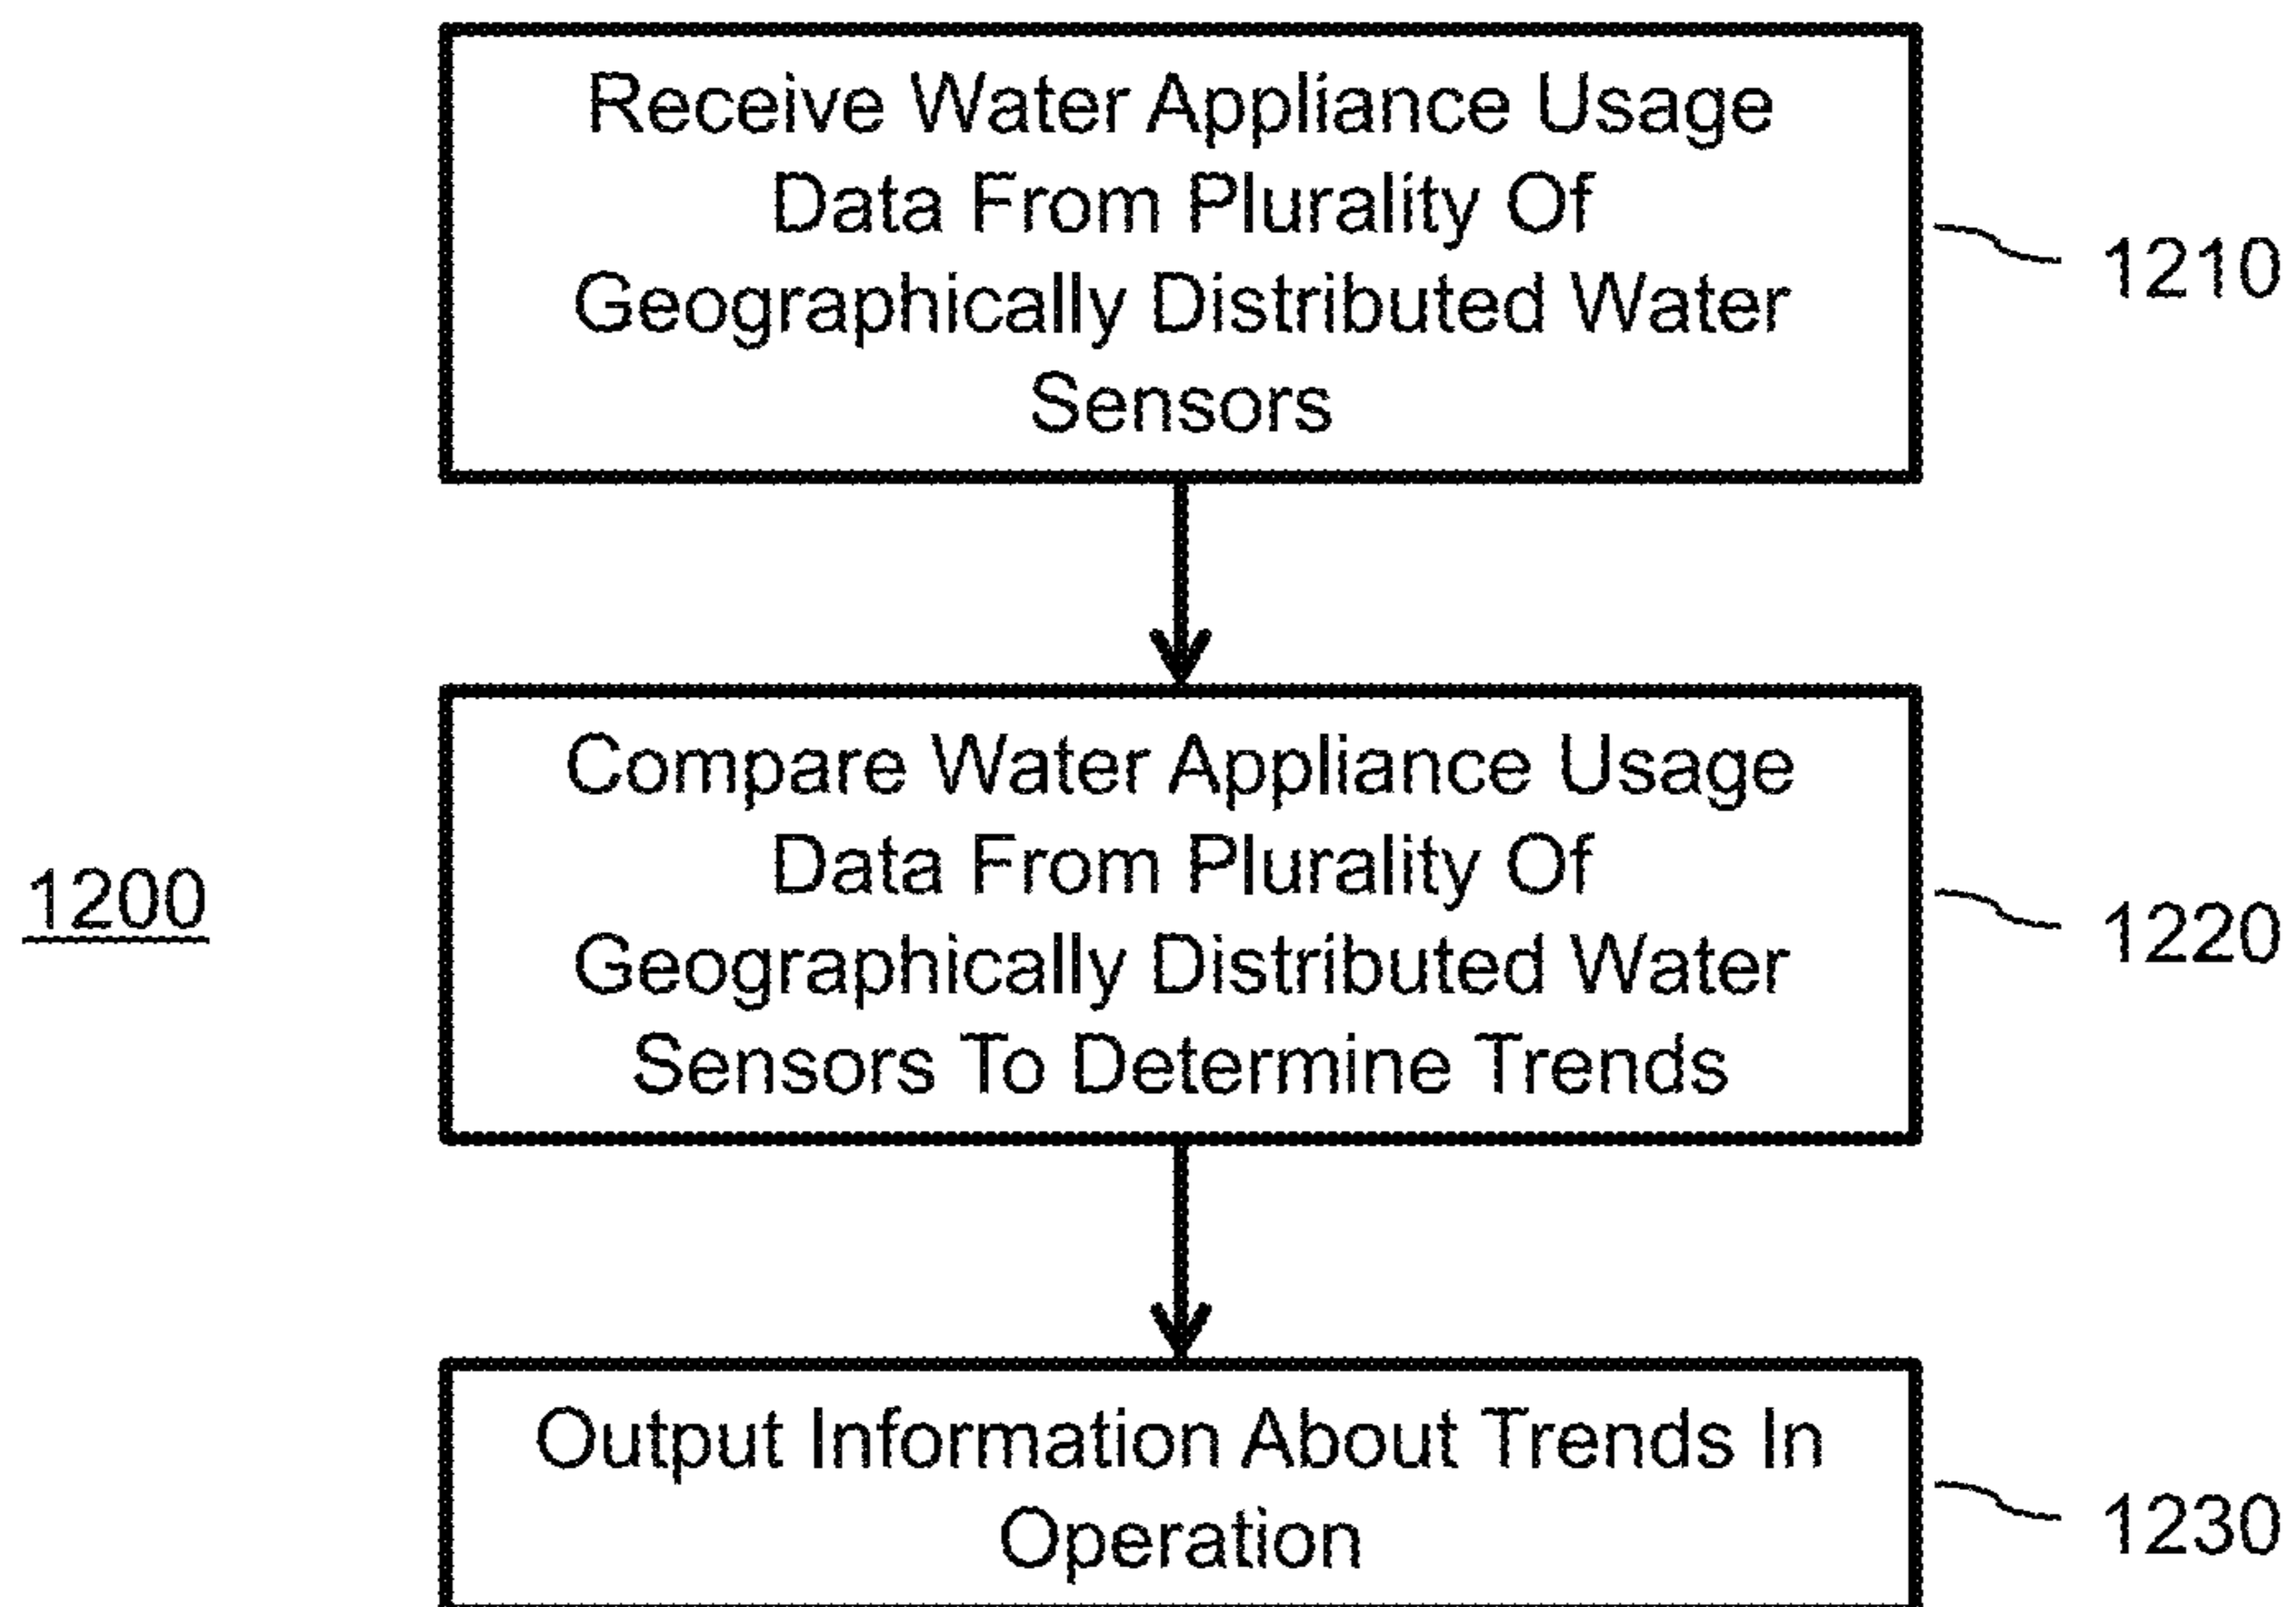 Receive Water Appliance Usage
Data From Plurality Of
Geographically Distributed Water
Sensors
1210
Compare Water Appliance Usage
Data From Plurality Of
Geographically Distributed Water
Sensors To Determine Trends
1200
1220
Output Information About Trends In
Operation
1230